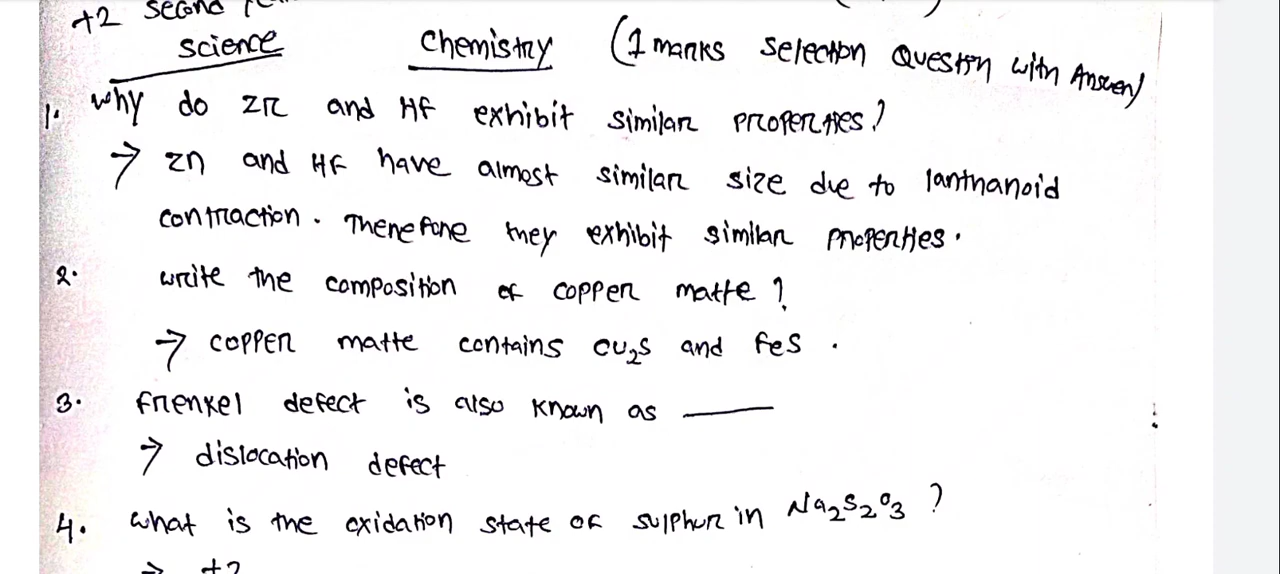 +2 second
science Chemistry (1 marks selection Question with Answer)
1. why do Zr and Hf exhibit similar properties?
→ Zn and Hf have almost similar size due to lanthanoid
contraction. Therefore they exhibit similar properties.
2. write the composition of copper matte?
→ copper matte contains Cu₂S and FeS.
3. frenkel defect is also known as ———
→ dislocation defect
4. what is the oxidation state of sulphur in Na₂S₂O₃?
→ +2